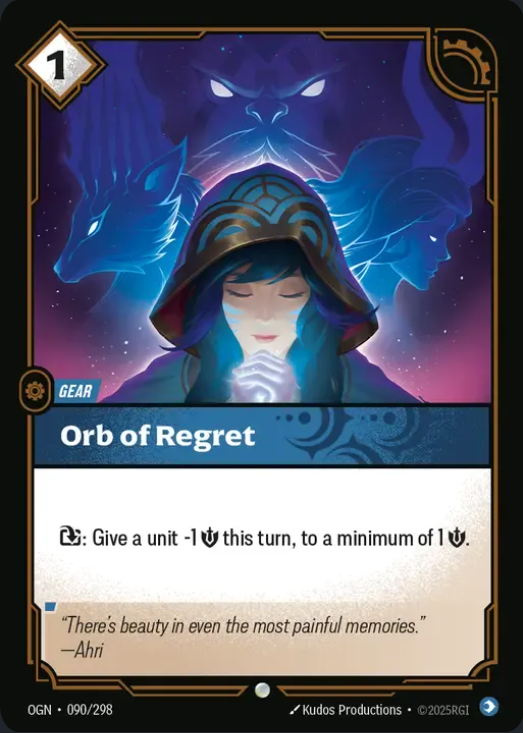 1
GEAR
Orb of Regret
: Give a unit -1 this turn, to a minimum of 1.
“There’s beauty in even the most painful memories.”
—Ahri
OGN • 090/298
Kudos Productions • ©2025RGI